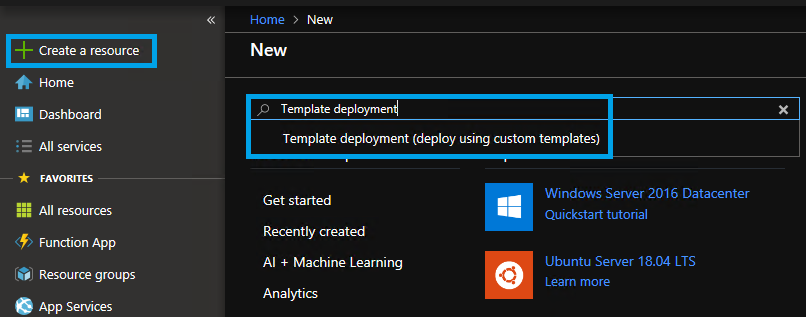 «
Create a resource
Home
Dashboard
All services
FAVORITES
All resources
Function App
Resource groups
App Services
Home > New
New
Template deployment
Template deployment (deploy using custom templates)
Get started
Recently created
AI + Machine Learning
Analytics
Windows Server 2016 Datacenter
Quickstart tutorial
Ubuntu Server 18.04 LTS
Learn more